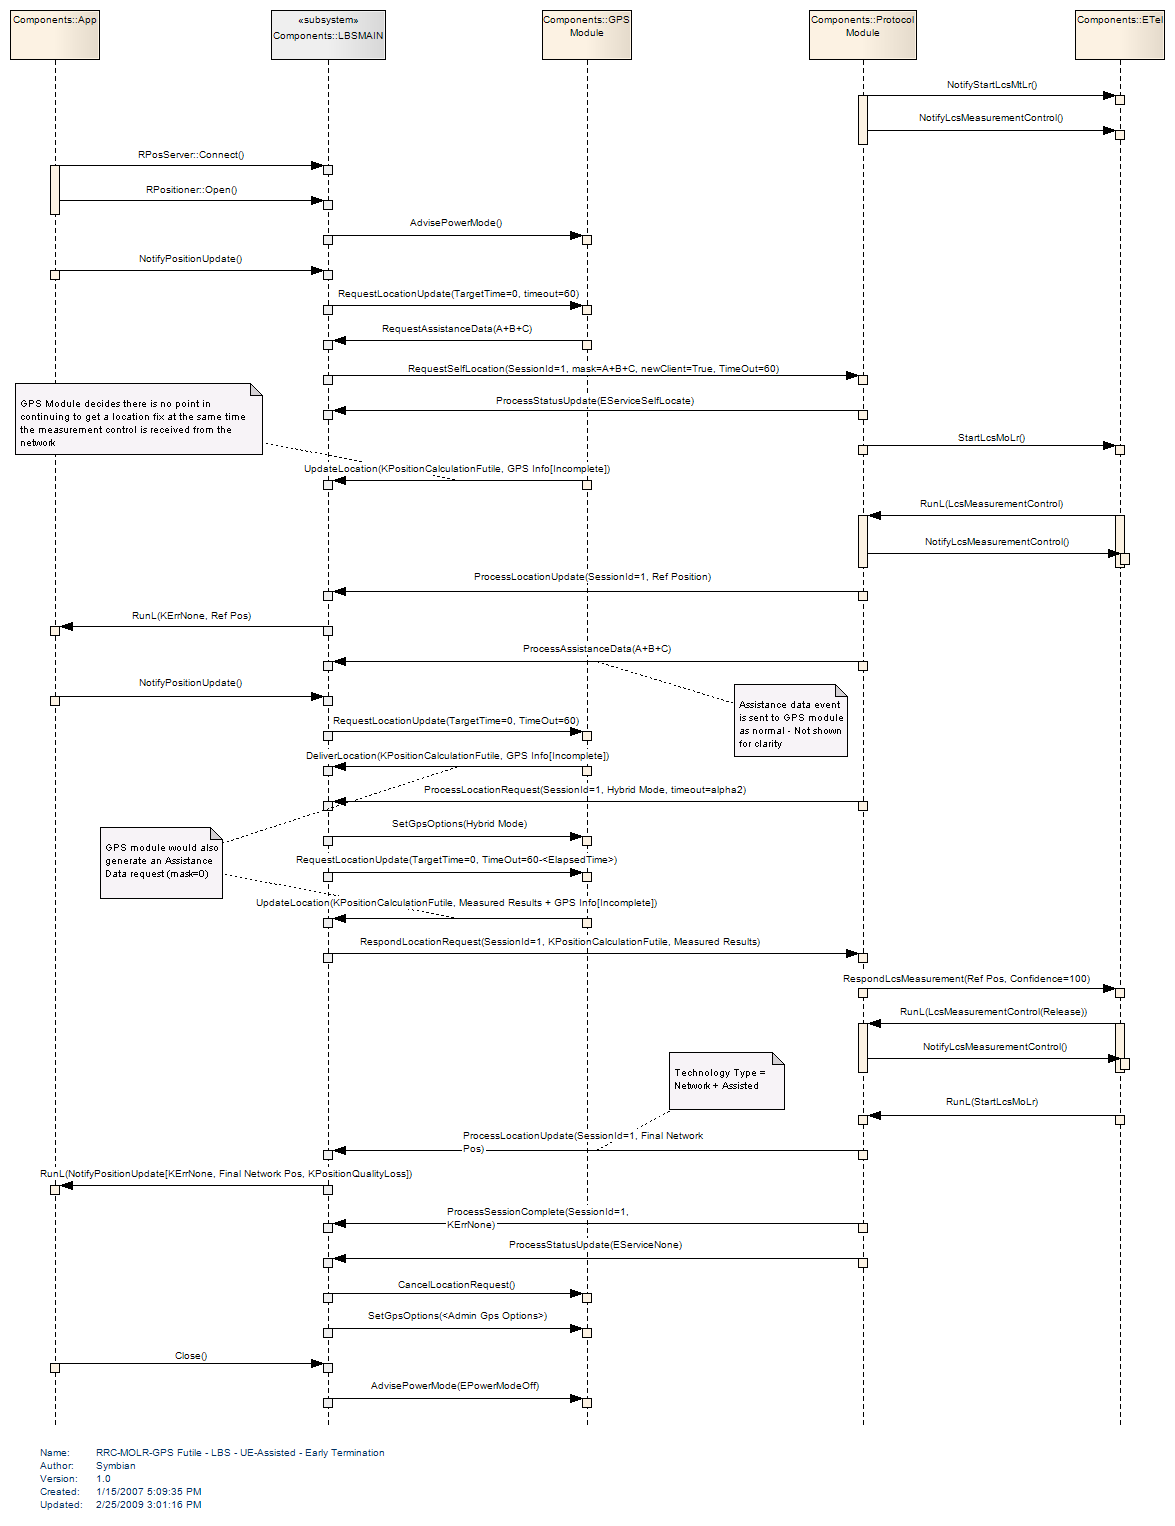 Components::App
«subsystem»
Components::LBSMAIN
Components::GPS
Module
Components::Protocol
Module
Components::ETel
NotifyStartLcsMtLr()
NotifyLcsMeasurementControl()
RPosServer::Connect()
RPositioner::Open()
AdvisePowerMode()
NotifyPositionUpdate()
RequestLocationUpdate(TargetTime=0, timeout=60)
RequestAssistanceData(A+B+C)
RequestSelfLocation(SessionId=1, mask=A+B+C, newClient=True, TimeOut=60)
GPS Module decides there is no point in
continuing to get a location fix at the same time
the measurement control is received from the
network
ProcessStatusUpdate(EServiceSelfLocate)
StartLcsMoLr()
UpdateLocation(KPositionCalculationFutile, GPS Info[Incomplete])
RunL(LcsMeasurementControl)
NotifyLcsMeasurementControl()
ProcessLocationUpdate(SessionId=1, Ref Position)
RunL(KErrNone, Ref Pos)
ProcessAssistanceData(A+B+C)
NotifyPositionUpdate()
Assistance data event
is sent to GPS module
as normal - Not shown
for clarity
RequestLocationUpdate(TargetTime=0, TimeOut=60)
DeliverLocation(KPositionCalculationFutile, GPS Info[Incomplete])
ProcessLocationRequest(SessionId=1, Hybrid Mode, timeout=alpha2)
SetGpsOptions(Hybrid Mode)
GPS module would also
generate an Assistance
Data request (mask=0)
RequestLocationUpdate(TargetTime=0, TimeOut=60-<ElapsedTime>)
UpdateLocation(KPositionCalculationFutile, Measured Results + GPS Info[Incomplete])
RespondLocationRequest(SessionId=1, KPositionCalculationFutile, Measured Results)
RespondLcsMeasurement(Ref Pos, Confidence=100)
RunL(LcsMeasurementControl(Release))
NotifyLcsMeasurementControl()
Technology Type =
Network + Assisted
RunL(StartLcsMoLr)
ProcessLocationUpdate(SessionId=1, Final Network
Pos)
RunL(NotifyPositionUpdate[KErrNone, Final Network Pos, KPositionQualityLoss])
ProcessSessionComplete(SessionId=1,
KErrNone)
ProcessStatusUpdate(EServiceNone)
CancelLocationRequest()
SetGpsOptions(<Admin Gps Options>)
Close()
AdvisePowerMode(EPowerModeOff)
Name: RRC-MOLR-GPS Futile - LBS - UE-Assisted - Early Termination
Author: Symbian
Version: 1.0
Created: 1/15/2007 5:09:35 PM
Updated: 2/25/2009 3:01:16 PM